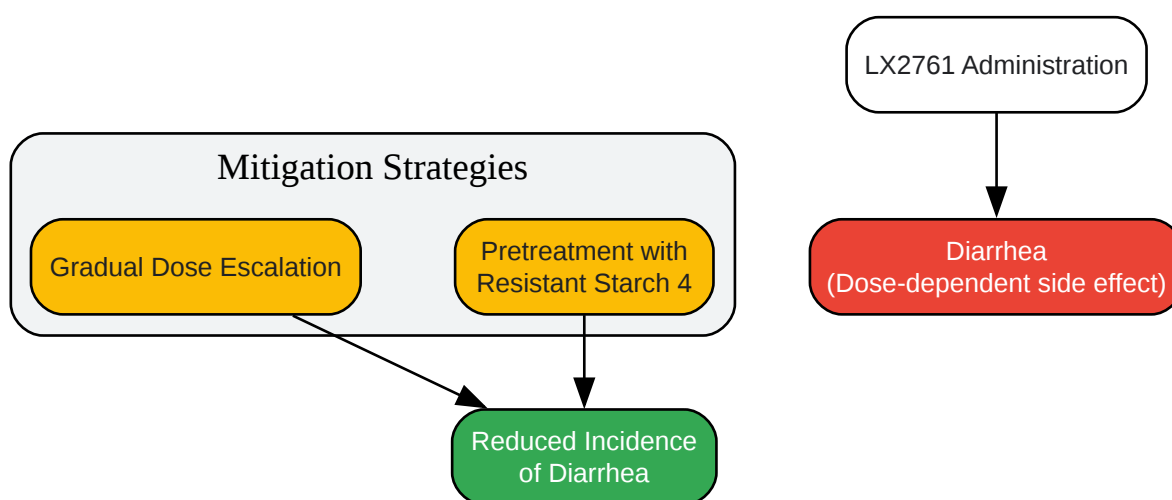 LX2761 Administration
Mitigation Strategies
Gradual Dose Escalation
Pretreatment with
Resistant Starch 4
Diarrhea
(Dose-dependent side effect)
Reduced Incidence
of Diarrhea